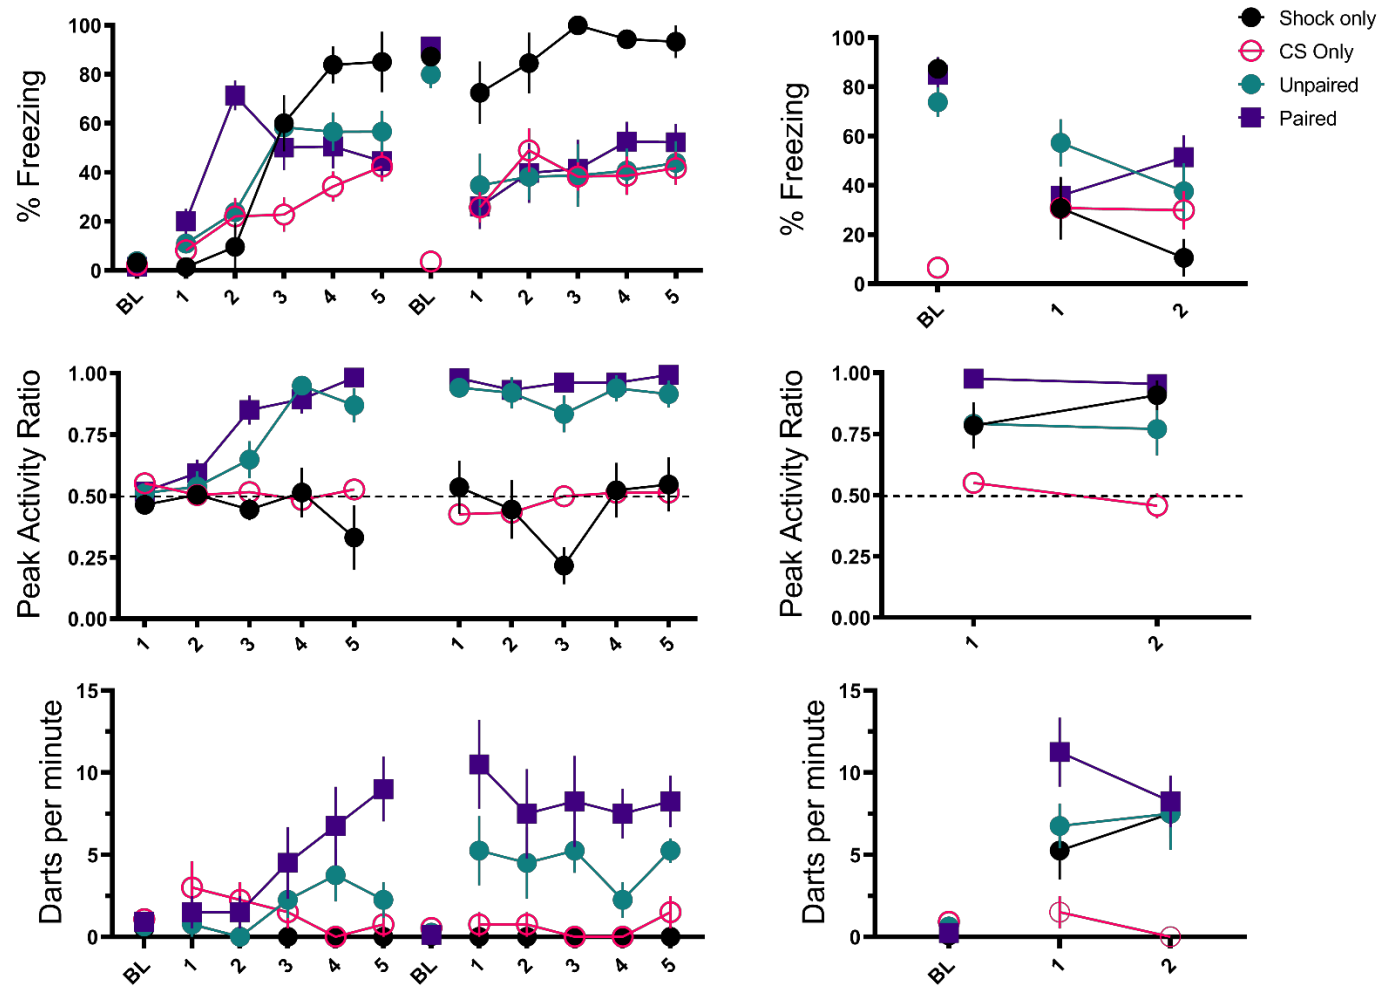 Shock only
CS Only
Unpaired
Paired
% Freezing
100
80
60
40
20
0
BL 1 2 3 4 5 BL 1 2 3 4 5
% Freezing
100
80
60
40
20
0
BL 1 2
Peak Activity Ratio
1.00
0.75
0.50
0.25
0.00
1 2 3 4 5 1 2 3 4 5
Peak Activity Ratio
1.00
0.75
0.50
0.25
0.00
1 2
Darts per minute
15
10
5
0
BL 1 2 3 4 5 BL 1 2 3 4 5
Darts per minute
15
10
5
0
BL 1 2